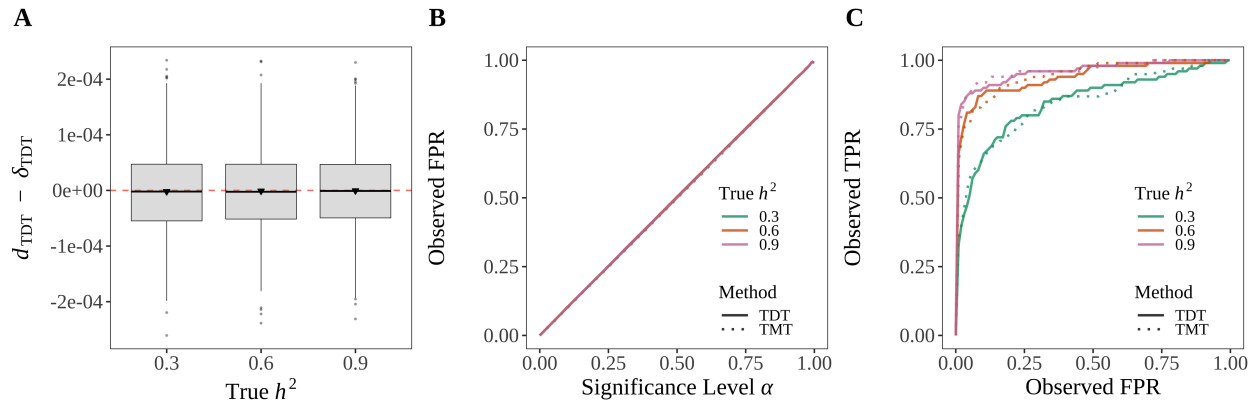 A
B
C
d_TDT − δ_TDT
2e-04
1e-04
0e+00
-1e-04
-2e-04
0.3 0.6 0.9
True h²
Observed FPR
1.00
0.75
0.50
0.25
0.00
0.00 0.25 0.50 0.75 1.00
Significance Level α
True h²
0.3
0.6
0.9
Method
TDT
TMT
Observed TPR
1.00
0.75
0.50
0.25
0.00
0.00 0.25 0.50 0.75 1.00
Observed FPR
True h²
0.3
0.6
0.9
Method
TDT
TMT